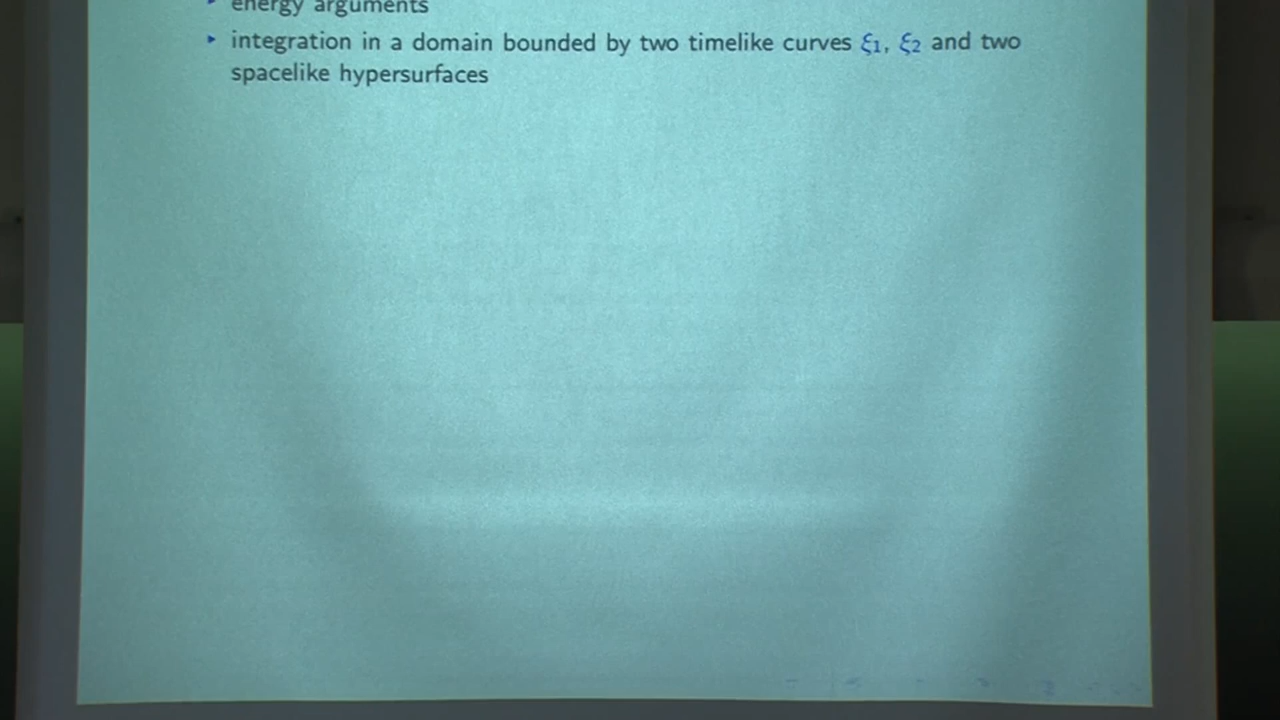 ‣ energy arguments
‣ integration in a domain bounded by two timelike curves ξ₁, ξ₂ and two
spacelike hypersurfaces